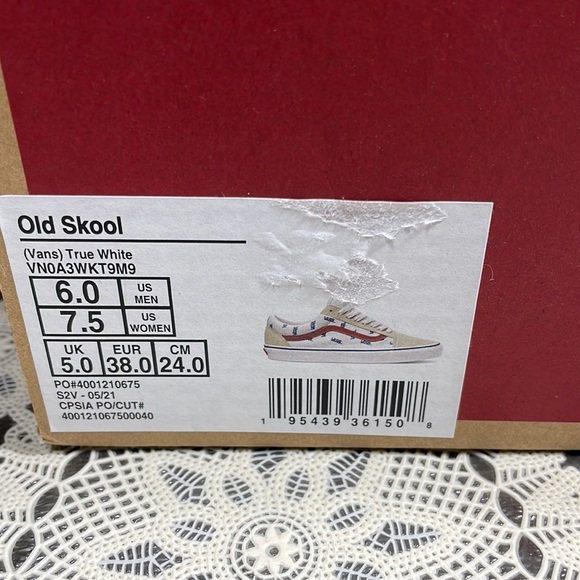 Old Skool
(Vans) True White
VN0A3WKT9M9
6.0 US MEN
7.5 US WOMEN
UK EUR CM
5.0 38.0 24.0
PO#4001210675
S2V - 05/21
CPSIA PO/CUT#
400121067500040
1 95439 36150 8